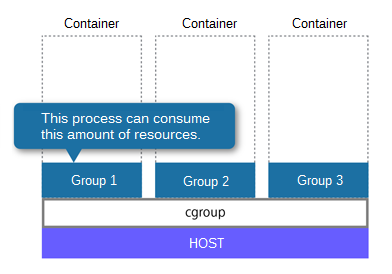 Container
Container
Container
This process can consume
this amount of resources.
Group 1
Group 2
Group 3
cgroup
HOST